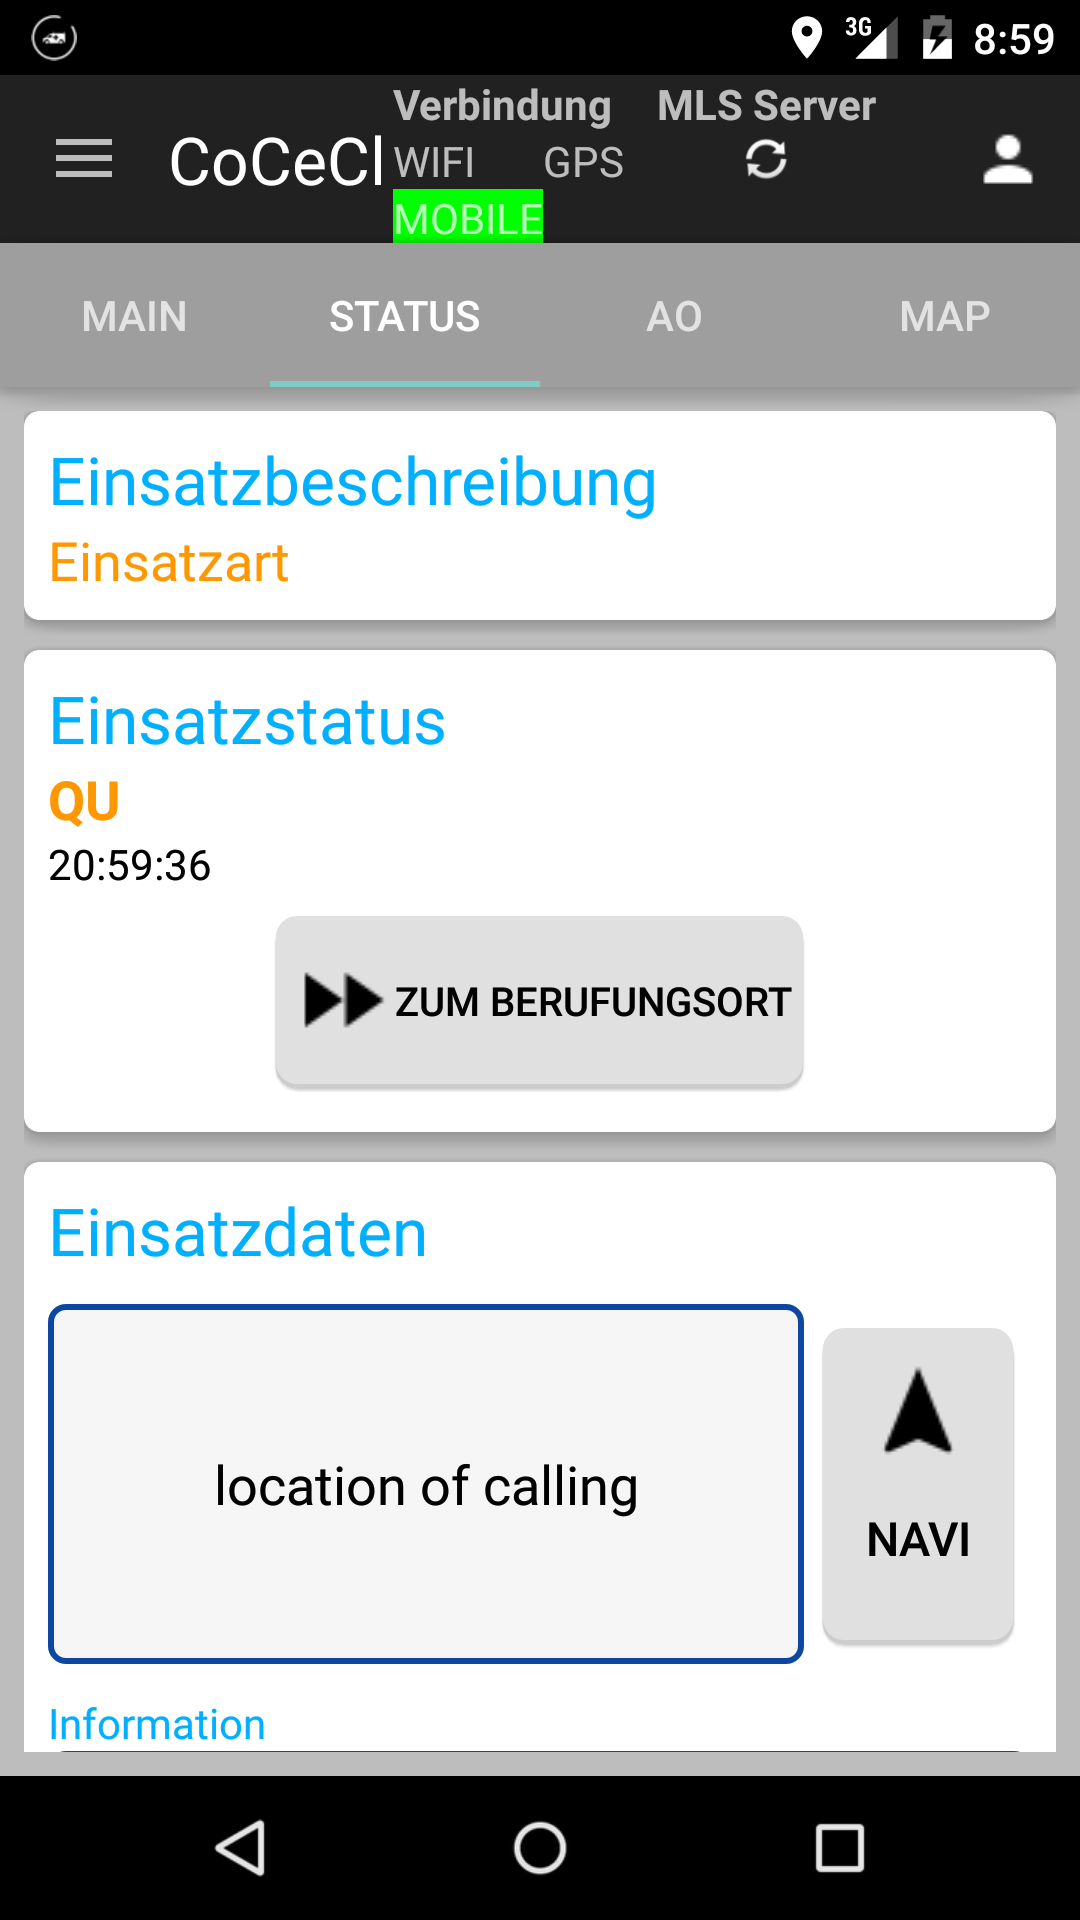 3G 8:59
Verbindung MLS Server
CoCeCl WIFI GPS
MOBILE
MAIN STATUS AO MAP
Einsatzbeschreibung
Einsatzart
Einsatzstatus
QU
20:59:36
ZUM BERUFUNGSORT
Einsatzdaten
location of calling
NAVI
Information